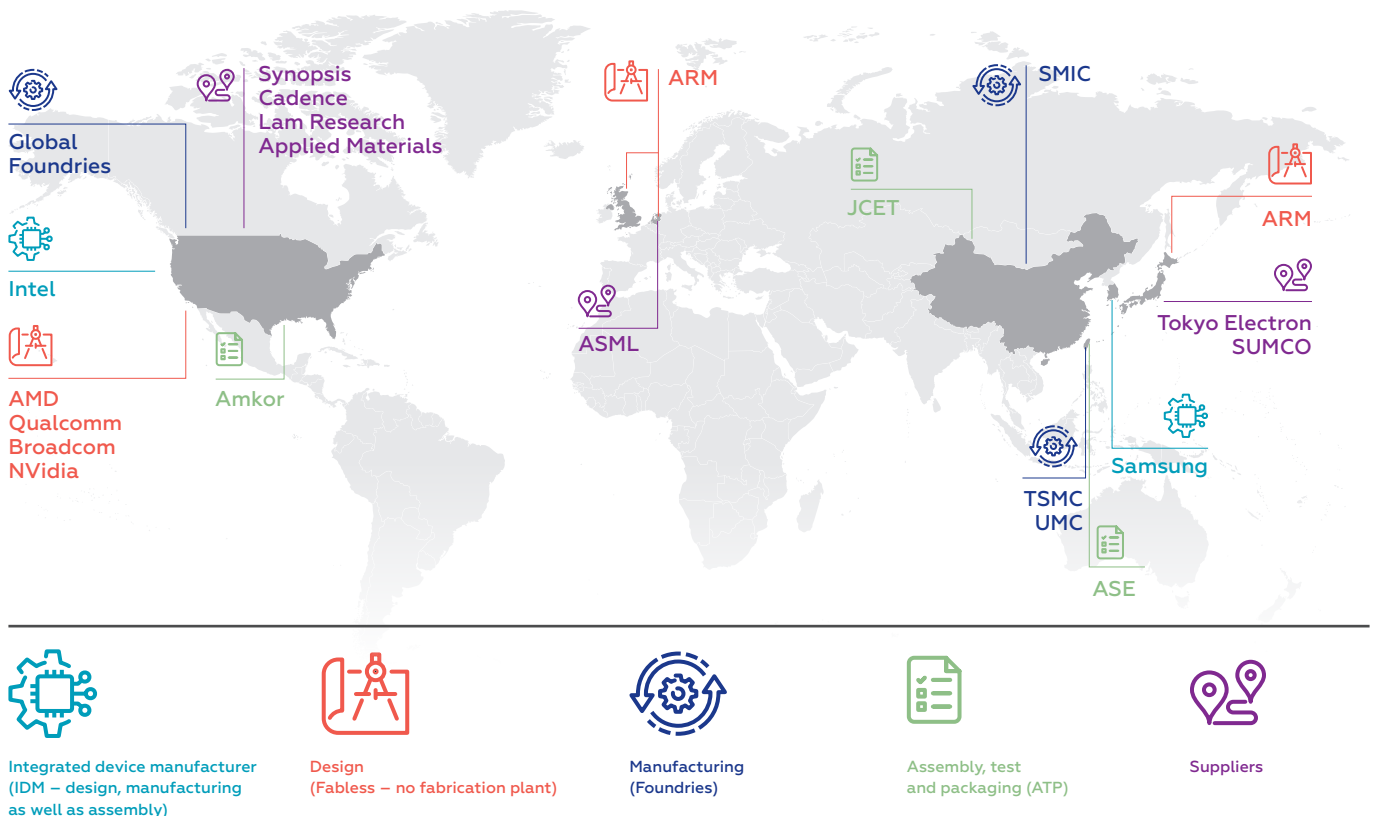 Global
Foundries
Synopsis
Cadence
Lam Research
Applied Materials
Intel
AMD
Qualcomm
Broadcom
NVidia
Amkor
ARM
ASML
JCET
SMIC
ARM
Tokyo Electron
SUMCO
Samsung
TSMC
UMC
ASE
Integrated device manufacturer
(IDM – design, manufacturing
as well as assembly)
Design
(Fabless – no fabrication plant)
Manufacturing
(Foundries)
Assembly, test
and packaging (ATP)
Suppliers